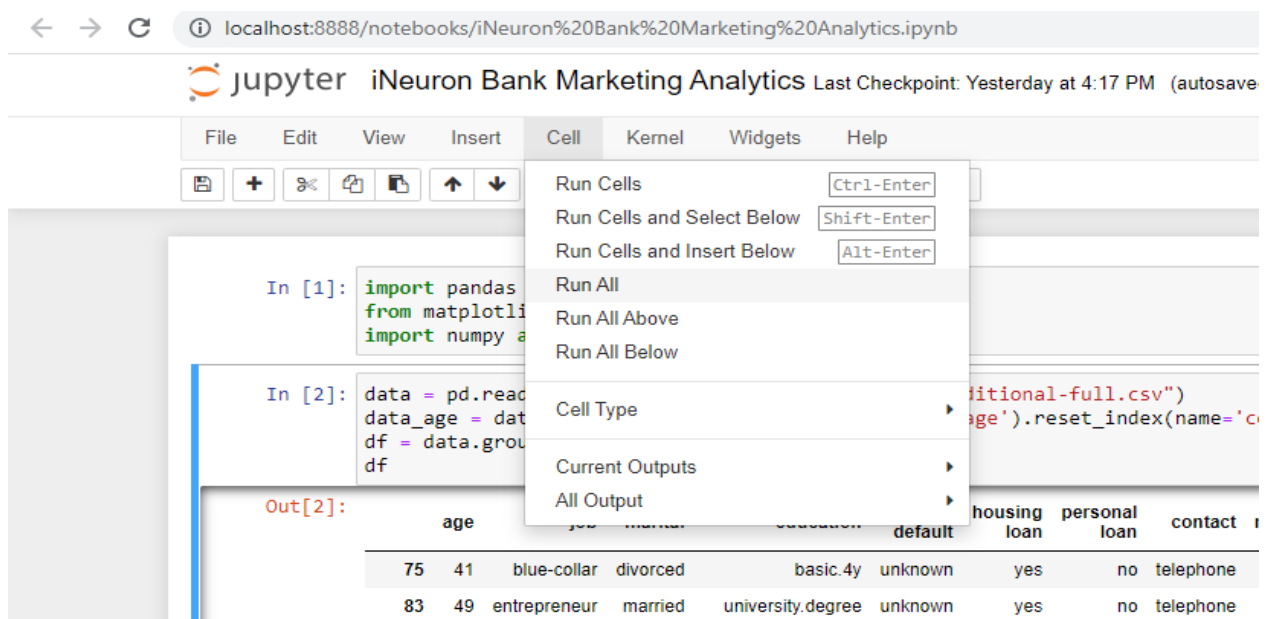 localhost:8888/notebooks/iNeuron%20Bank%20Marketing%20Analytics.ipynb
jupyter iNeuron Bank Marketing Analytics Last Checkpoint: Yesterday at 4:17 PM (autosave
File Edit View Insert Cell Kernel Widgets Help
Run Cells Ctrl-Enter
Run Cells and Select Below Shift-Enter
Run Cells and Insert Below Alt-Enter
Run All
Run All Above
Run All Below
Cell Type
Current Outputs
All Output
In [1]: import pandas
from matplotli
import numpy a
In [2]: data = pd.read ditional-full.csv")
data_age = dat age').reset_index(name='c
df = data.grou
df
Out[2]:
age job marital education default housing loan personal loan contact
75 41 blue-collar divorced basic.4y unknown yes no telephone
83 49 entrepreneur married university.degree unknown yes no telephone